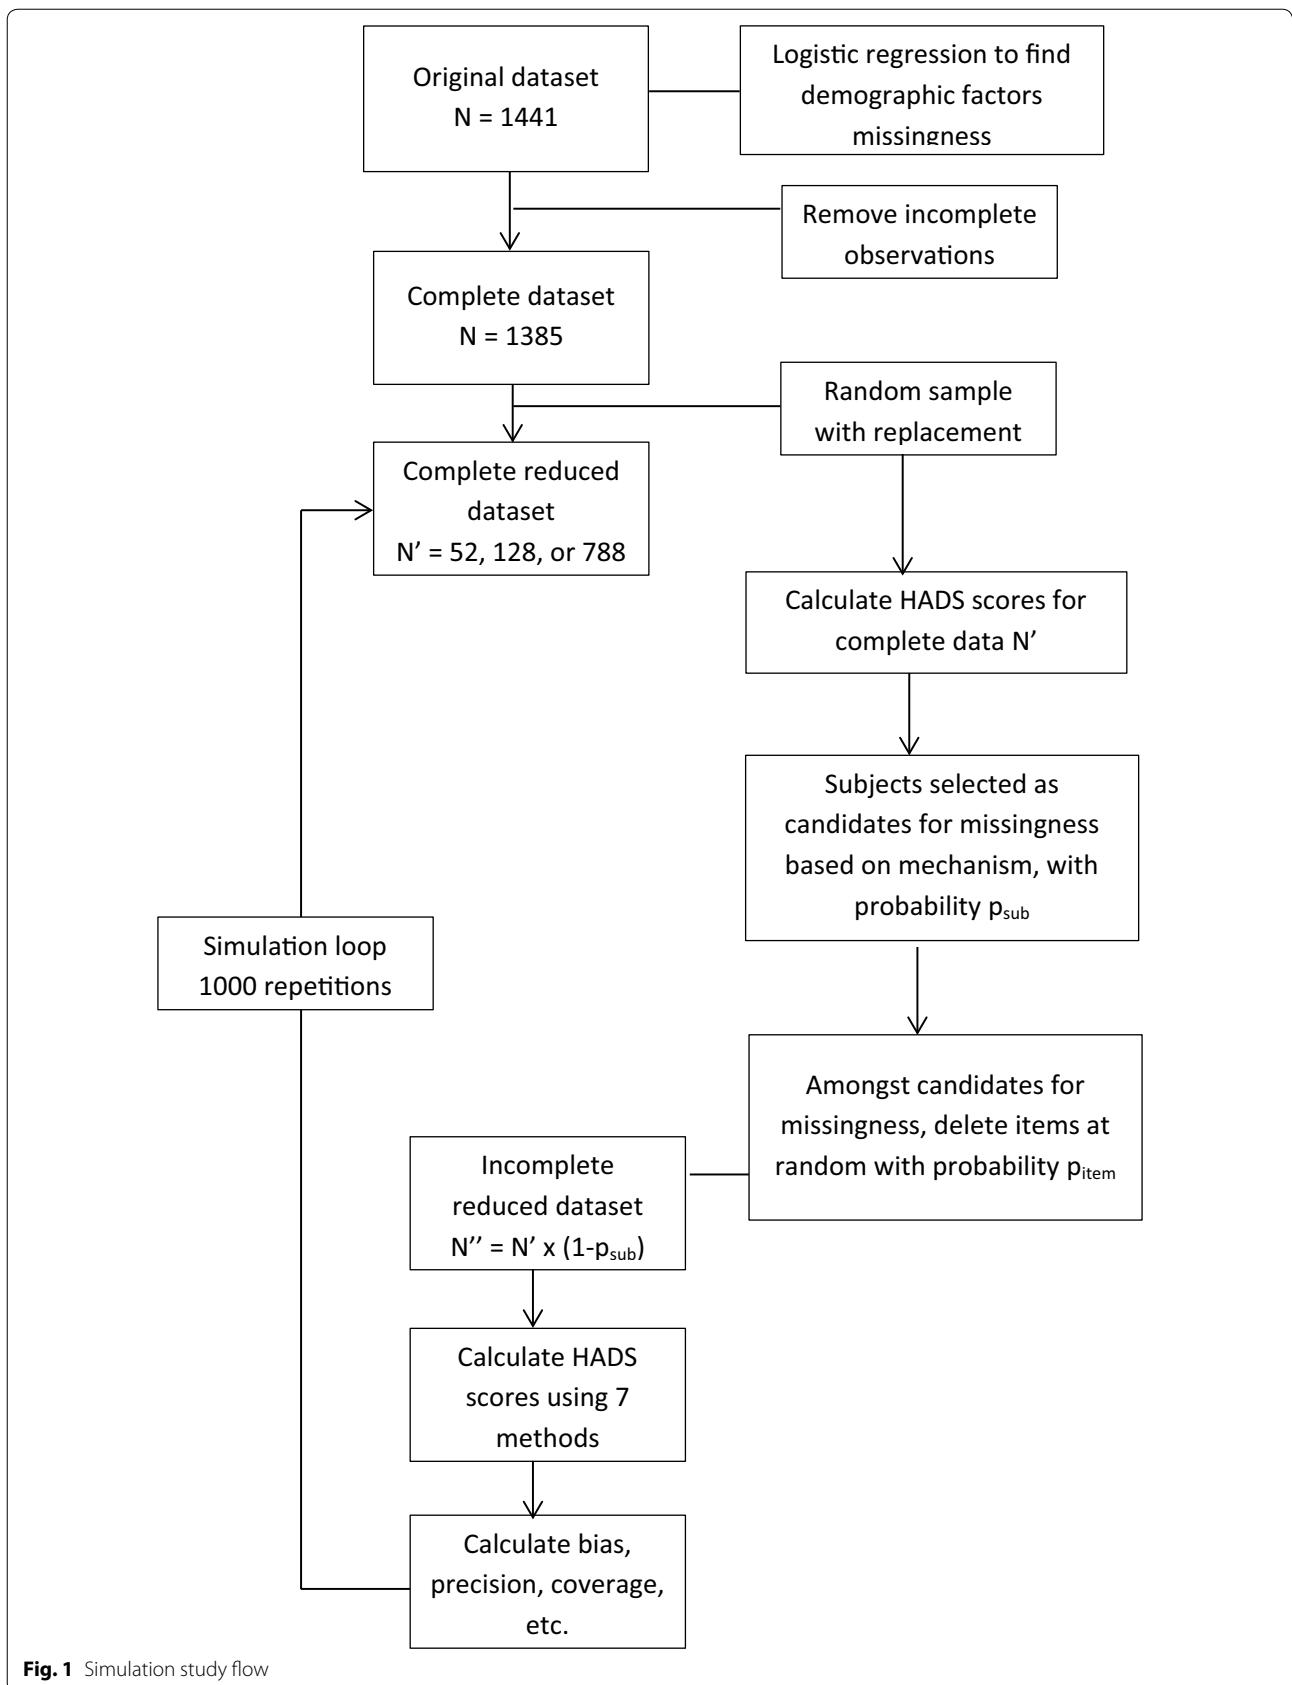 Original dataset
N = 1441
Logistic regression to find
demographic factors
missingness
Remove incomplete
observations
Complete dataset
N = 1385
Random sample
with replacement
Complete reduced
dataset
N’ = 52, 128, or 788
Calculate HADS scores for
complete data N’
Subjects selected as
candidates for missingness
based on mechanism, with
probability psub
Simulation loop
1000 repetitions
Amongst candidates for
missingness, delete items at
random with probability pitem
Incomplete
reduced dataset
N’’ = N’ x (1-psub)
Calculate HADS
scores using 7
methods
Calculate bias,
precision, coverage,
etc.
Fig. 1 Simulation study flow